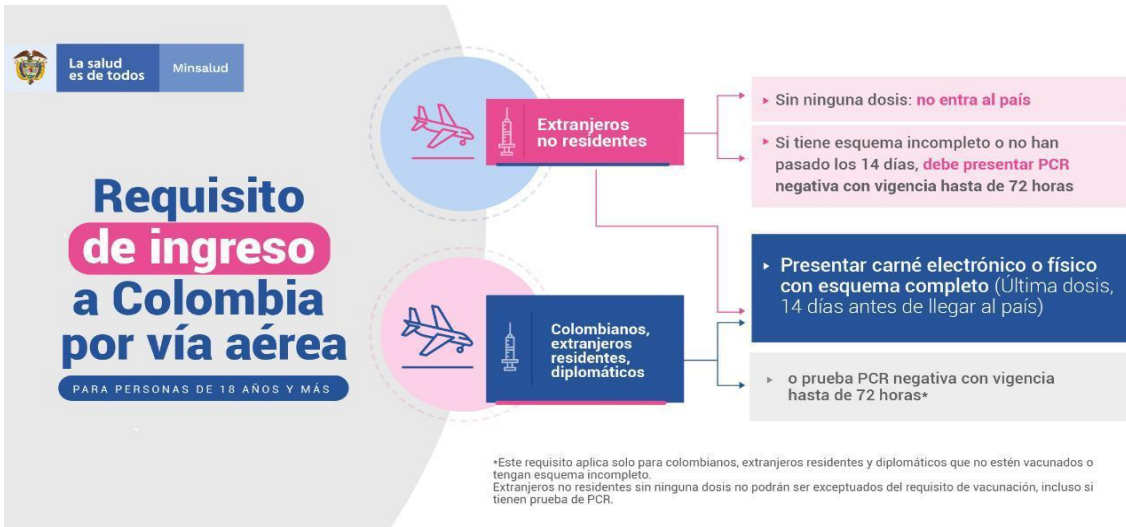 La salud
es de todos
Minsalud
Requisito
de ingreso
a Colombia
por vía aérea
PARA PERSONAS DE 18 AÑOS Y MÁS
Extranjeros
no residentes
Sin ninguna dosis: no entra al país
Si tiene esquema incompleto o no han
pasado los 14 días, debe presentar PCR
negativa con vigencia hasta de 72 horas
Colombianos,
extranjeros
residentes,
diplomáticos
Presentar carné electrónico o físico
con esquema completo (Última dosis,
14 días antes de llegar al país)
o prueba PCR negativa con vigencia
hasta de 72 horas*
*Este requisito aplica solo para colombianos, extranjeros residentes y diplomáticos que no estén vacunados o
tengan esquema incompleto.
Extranjeros no residentes sin ninguna dosis no podrán ser exceptuados del requisito de vacunación, incluso si
tienen prueba de PCR.